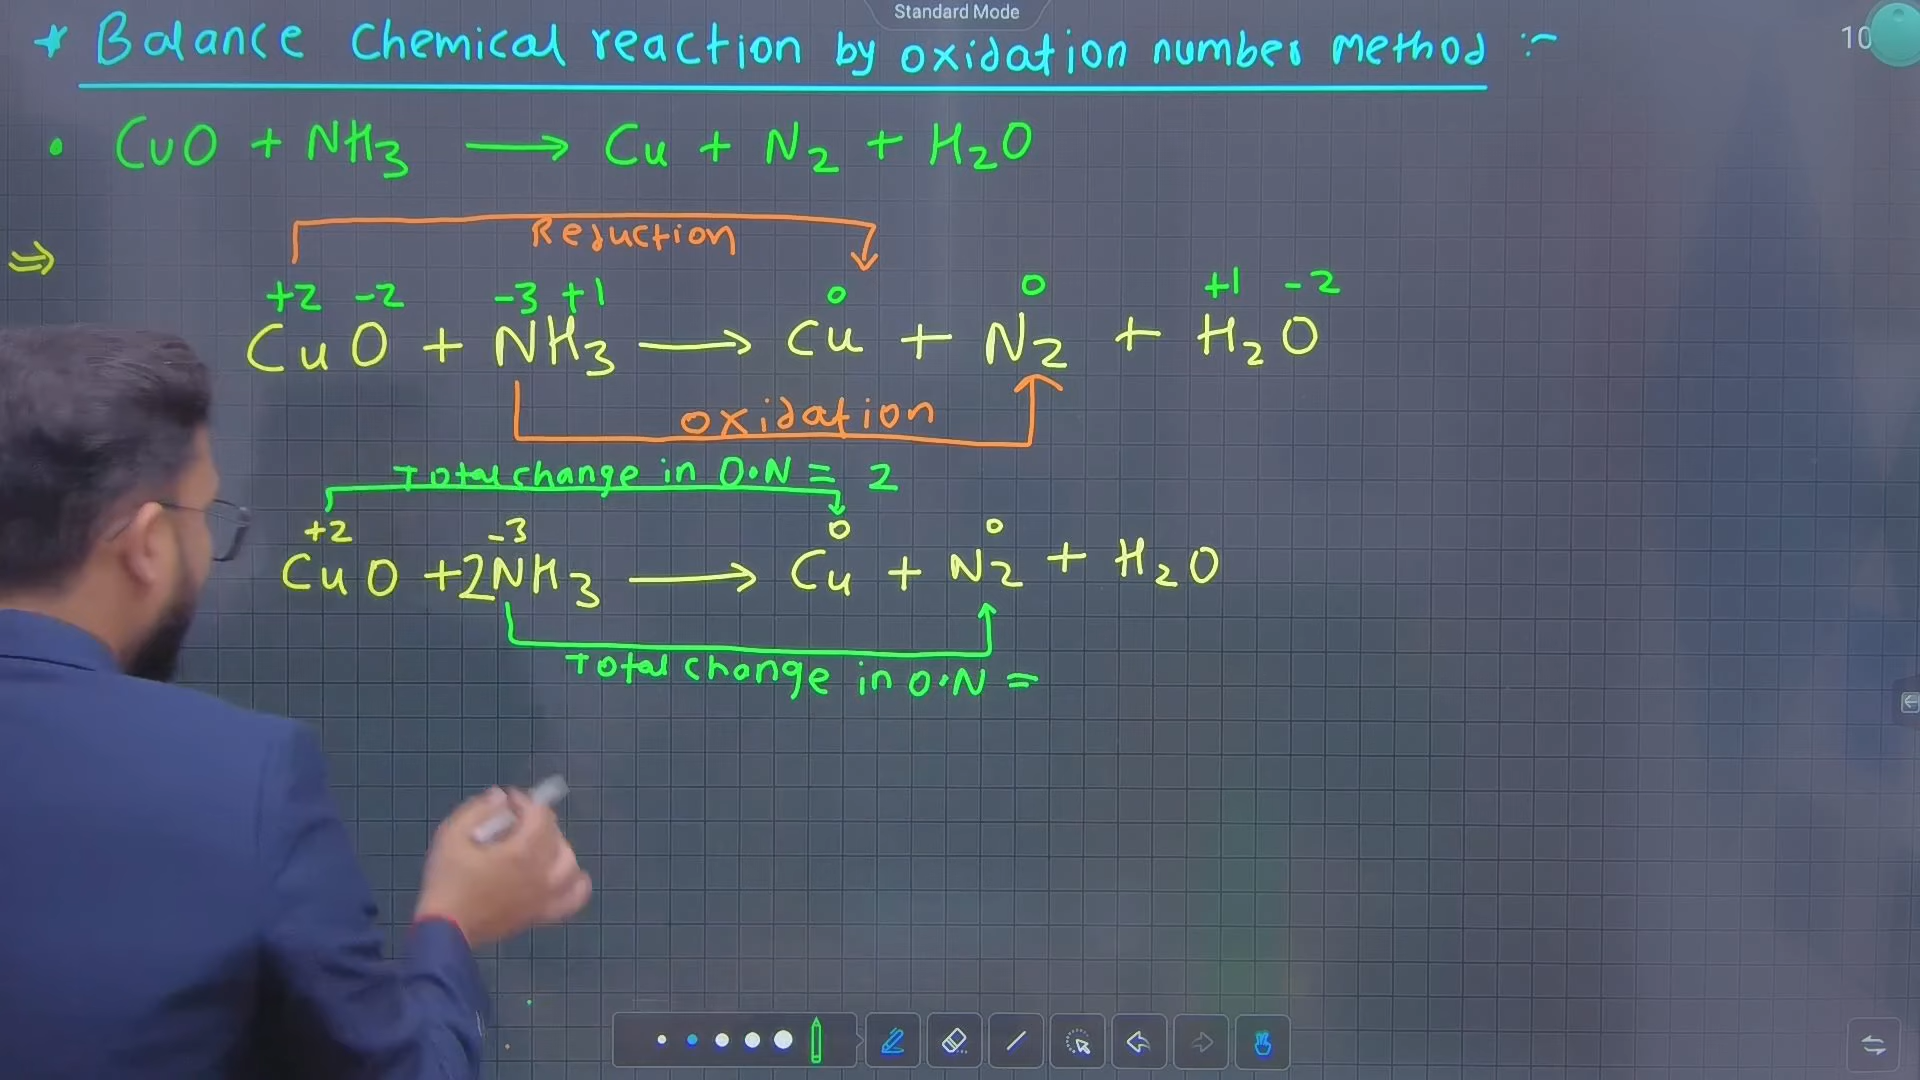 Standard Mode
* Balance Chemical reaction by oxidation number method :-
10
• CuO + NH3 ⟶ Cu + N2 + H2O
Reduction
⇒
+2 -2 -3 +1 0 0 +1 -2
CuO + NH3 ⟶ Cu + N2 + H2O
oxidation
Total change in O.N = 2
+2 -3 0 0
CuO + 2NH3 ⟶ Cu + N2 + H2O
Total change in O.N =